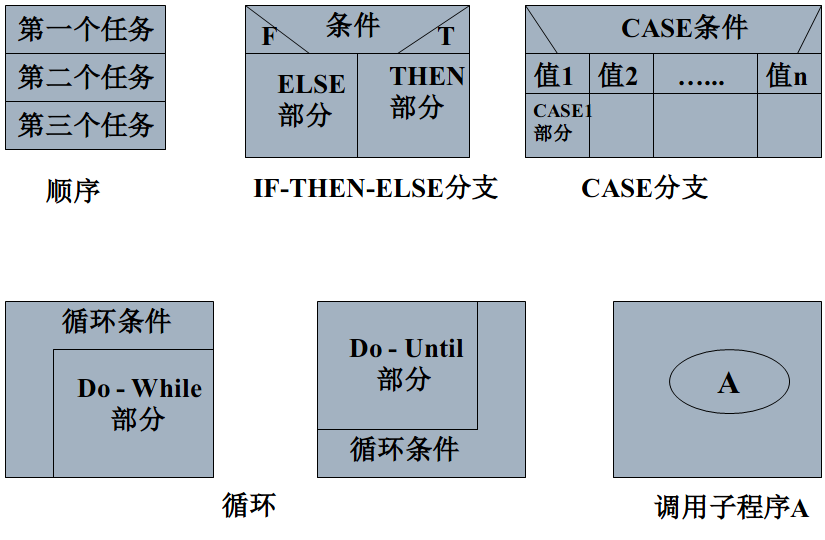 第一个任务
第二个任务
第三个任务
顺序
F
条件
T
ELSE
部分
THEN
部分
IF-THEN-ELSE分支
CASE条件
值1
值2
…...
值n
CASE1
部分
CASE分支
循环条件
Do - While
部分
Do - Until
部分
循环条件
循环
A
调用子程序A